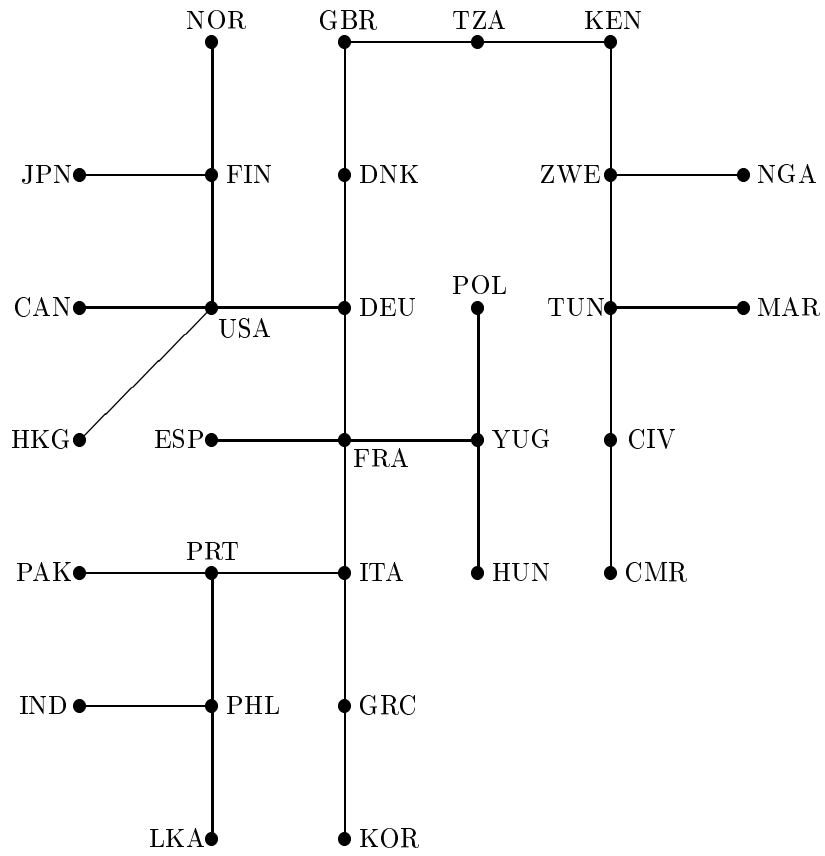 NOR GBR TZA KEN
JPN FIN DNK ZWE NGA
POL
CAN DEU TUN MAR
USA
HKG ESP YUG CIV
FRA
PRT
PAK ITA HUN CMR
IND PHL GRC
LKA KOR